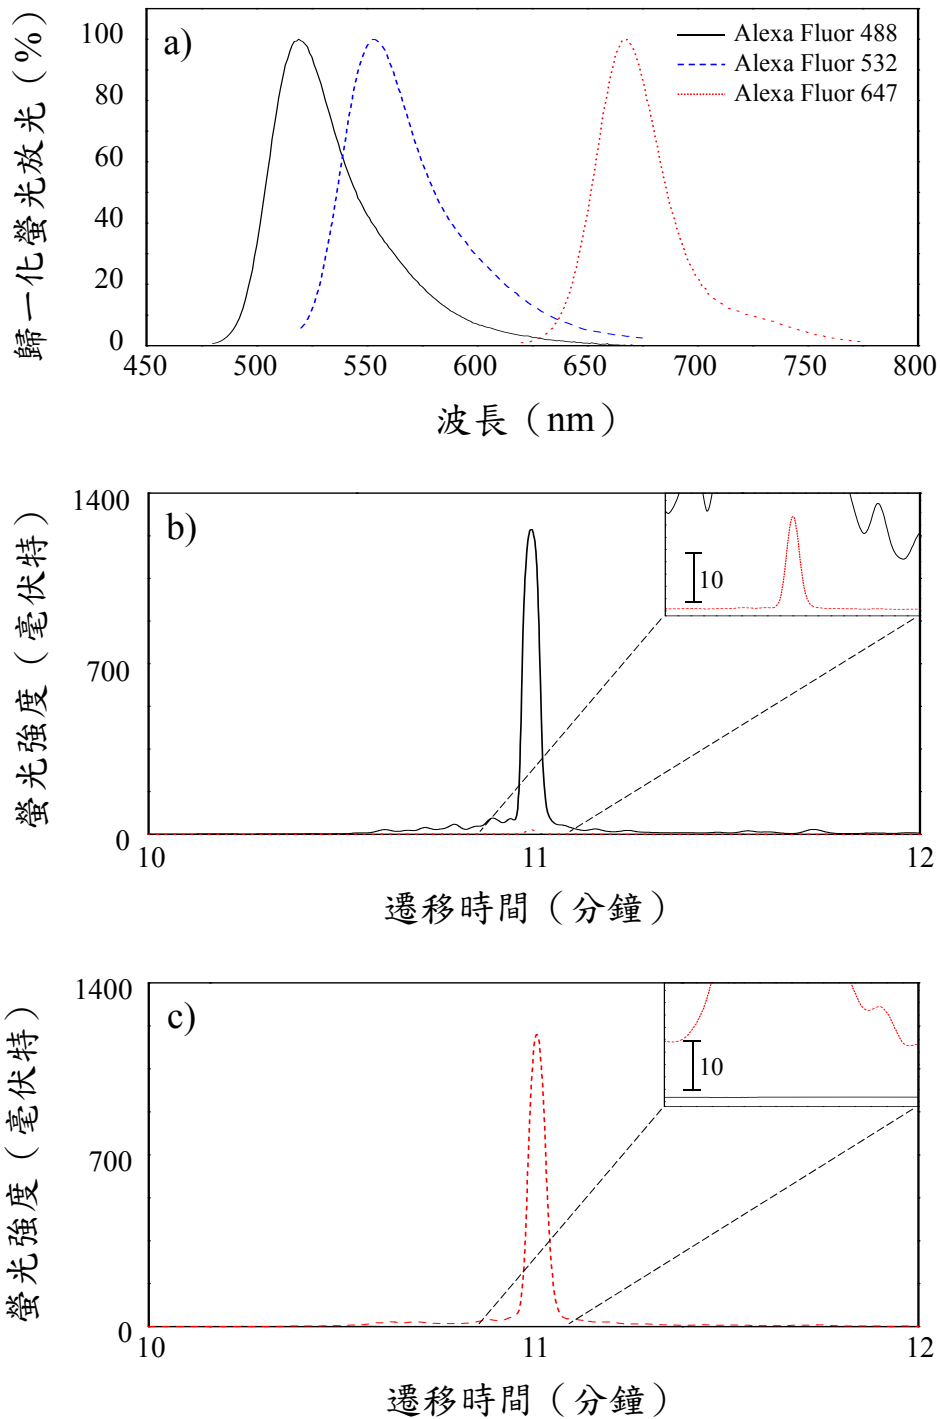 a)
Alexa Fluor 488
Alexa Fluor 532
Alexa Fluor 647
歸一化螢光放光（%）
100
80
60
40
20
0
450 500 550 600 650 700 750 800
波長（nm）
b)
螢光強度（毫伏特）
1400
700
0
10
10 11 12
遷移時間（分鐘）
c)
螢光強度（毫伏特）
1400
700
0
10
10 11 12
遷移時間（分鐘）